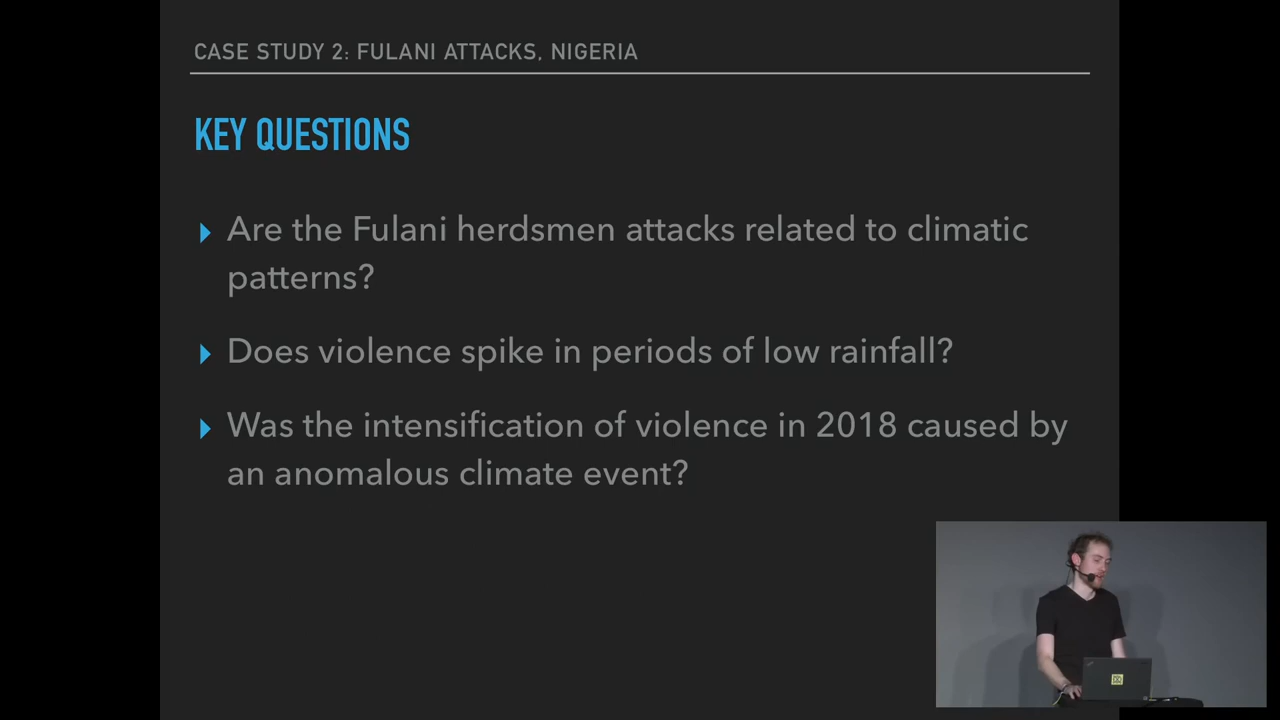 CASE STUDY 2: FULANI ATTACKS, NIGERIA
KEY QUESTIONS
Are the Fulani herdsmen attacks related to climatic
patterns?
Does violence spike in periods of low rainfall?
Was the intensification of violence in 2018 caused by
an anomalous climate event?